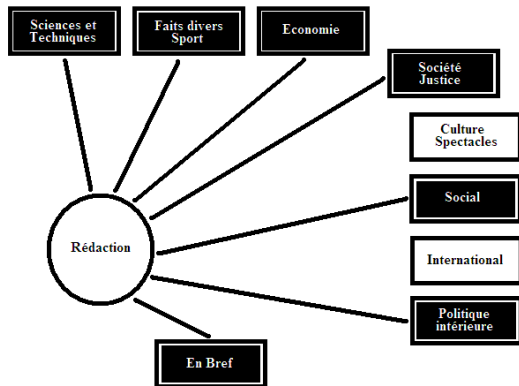 Sciences et
Techniques
Faits divers
Sport
Economie
Société
Justice
Culture
Spectacles
Social
Rédaction
International
Politique
intérieure
En Bref